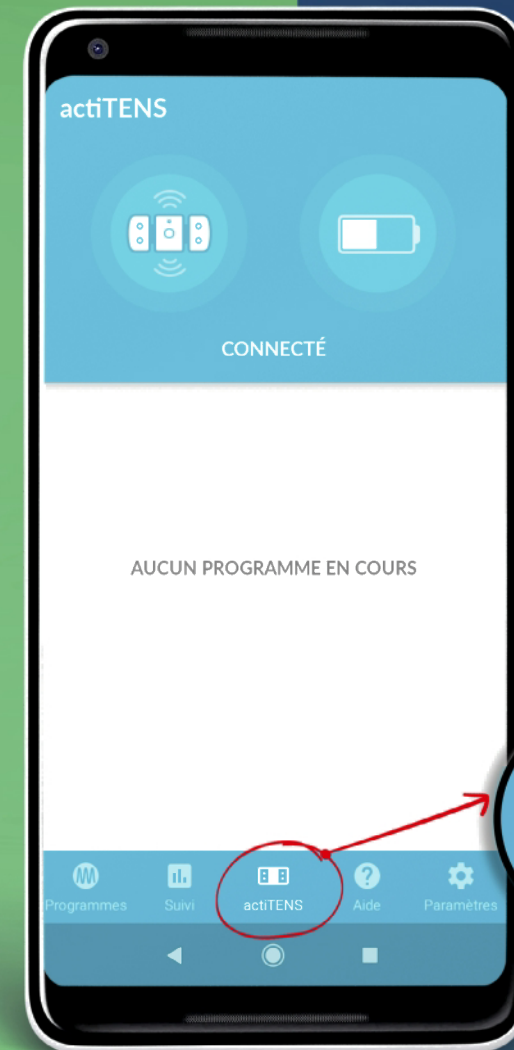 actiTENS
CONNECTÉ
AUCUN PROGRAMME EN COURS
Programmes
Suivi
actiTENS
Aide
Paramètres